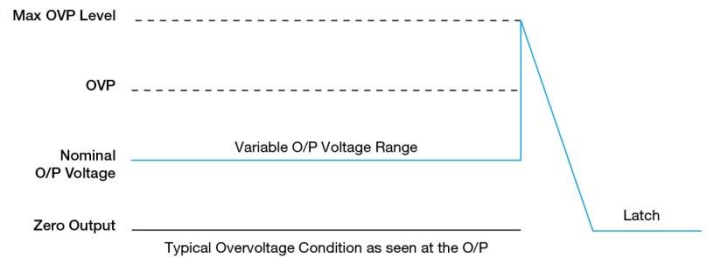 Max OVP Level
OVP
Variable O/P Voltage Range
Nominal
O/P Voltage
Zero Output
Latch
Typical Overvoltage Condition as seen at the O/P